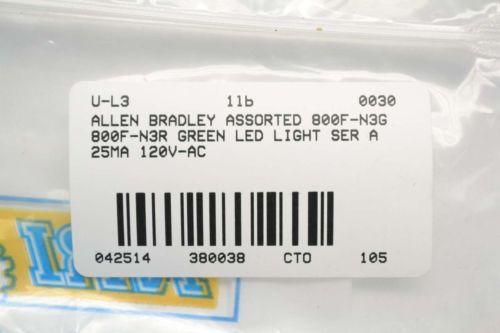 U-L3 1lb 0030
ALLEN BRADLEY ASSORTED 800F-N3G
800F-N3R GREEN LED LIGHT SER A
25MA 120V-AC
042514 380038 CTO 105